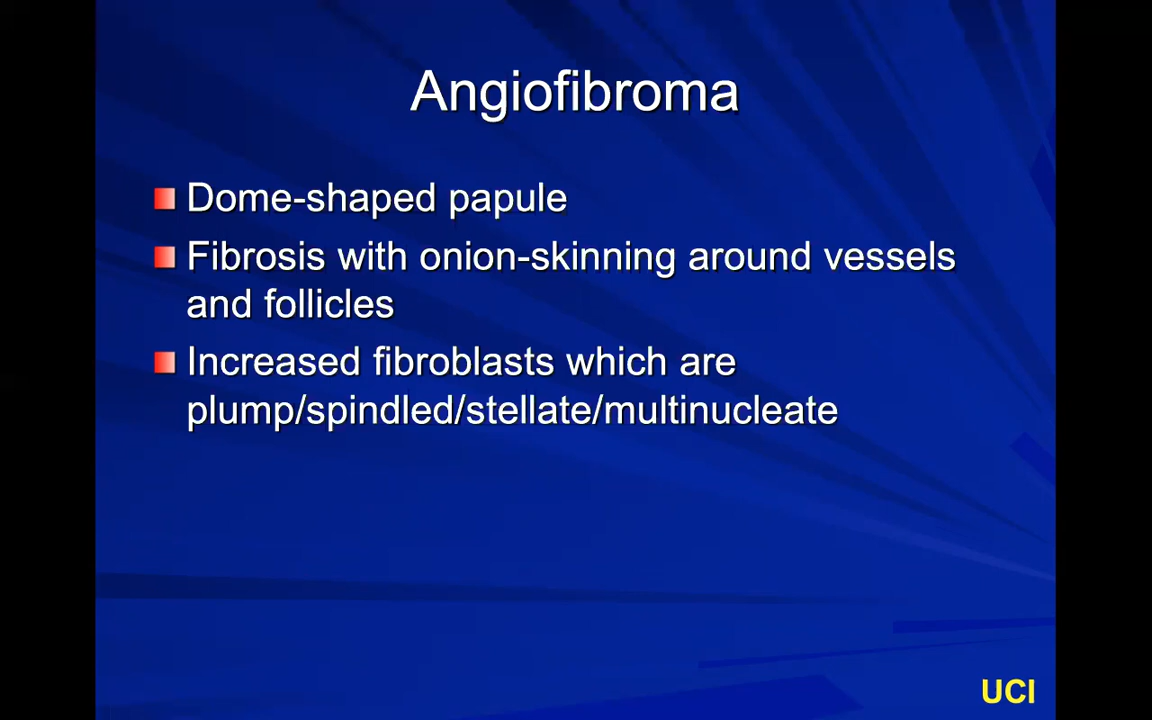 Angiofibroma
Dome-shaped papule
Fibrosis with onion-skinning around vessels
and follicles
Increased fibroblasts which are
plump/spindled/stellate/multinucleate
UCI